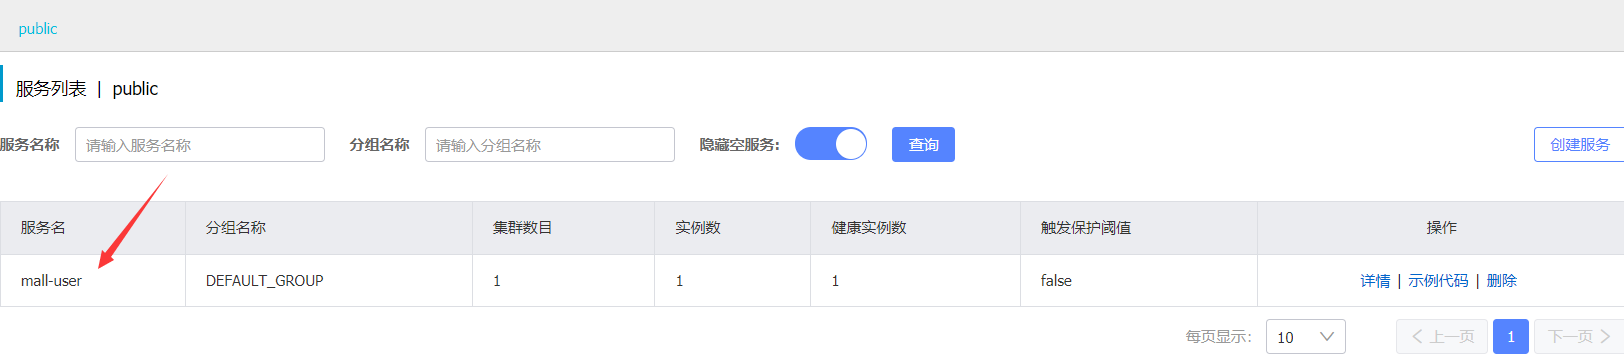 public
服务列表 | public
服务名称 请输入服务名称 分组名称 请输入分组名称 隐藏空服务: 查询 创建服务
服务名 分组名称 集群数目 实例数 健康实例数 触发保护阈值 操作
mall-user DEFAULT_GROUP 1 1 1 false 详情 | 示例代码 | 删除
每页显示: 10 上一页 1 下一页